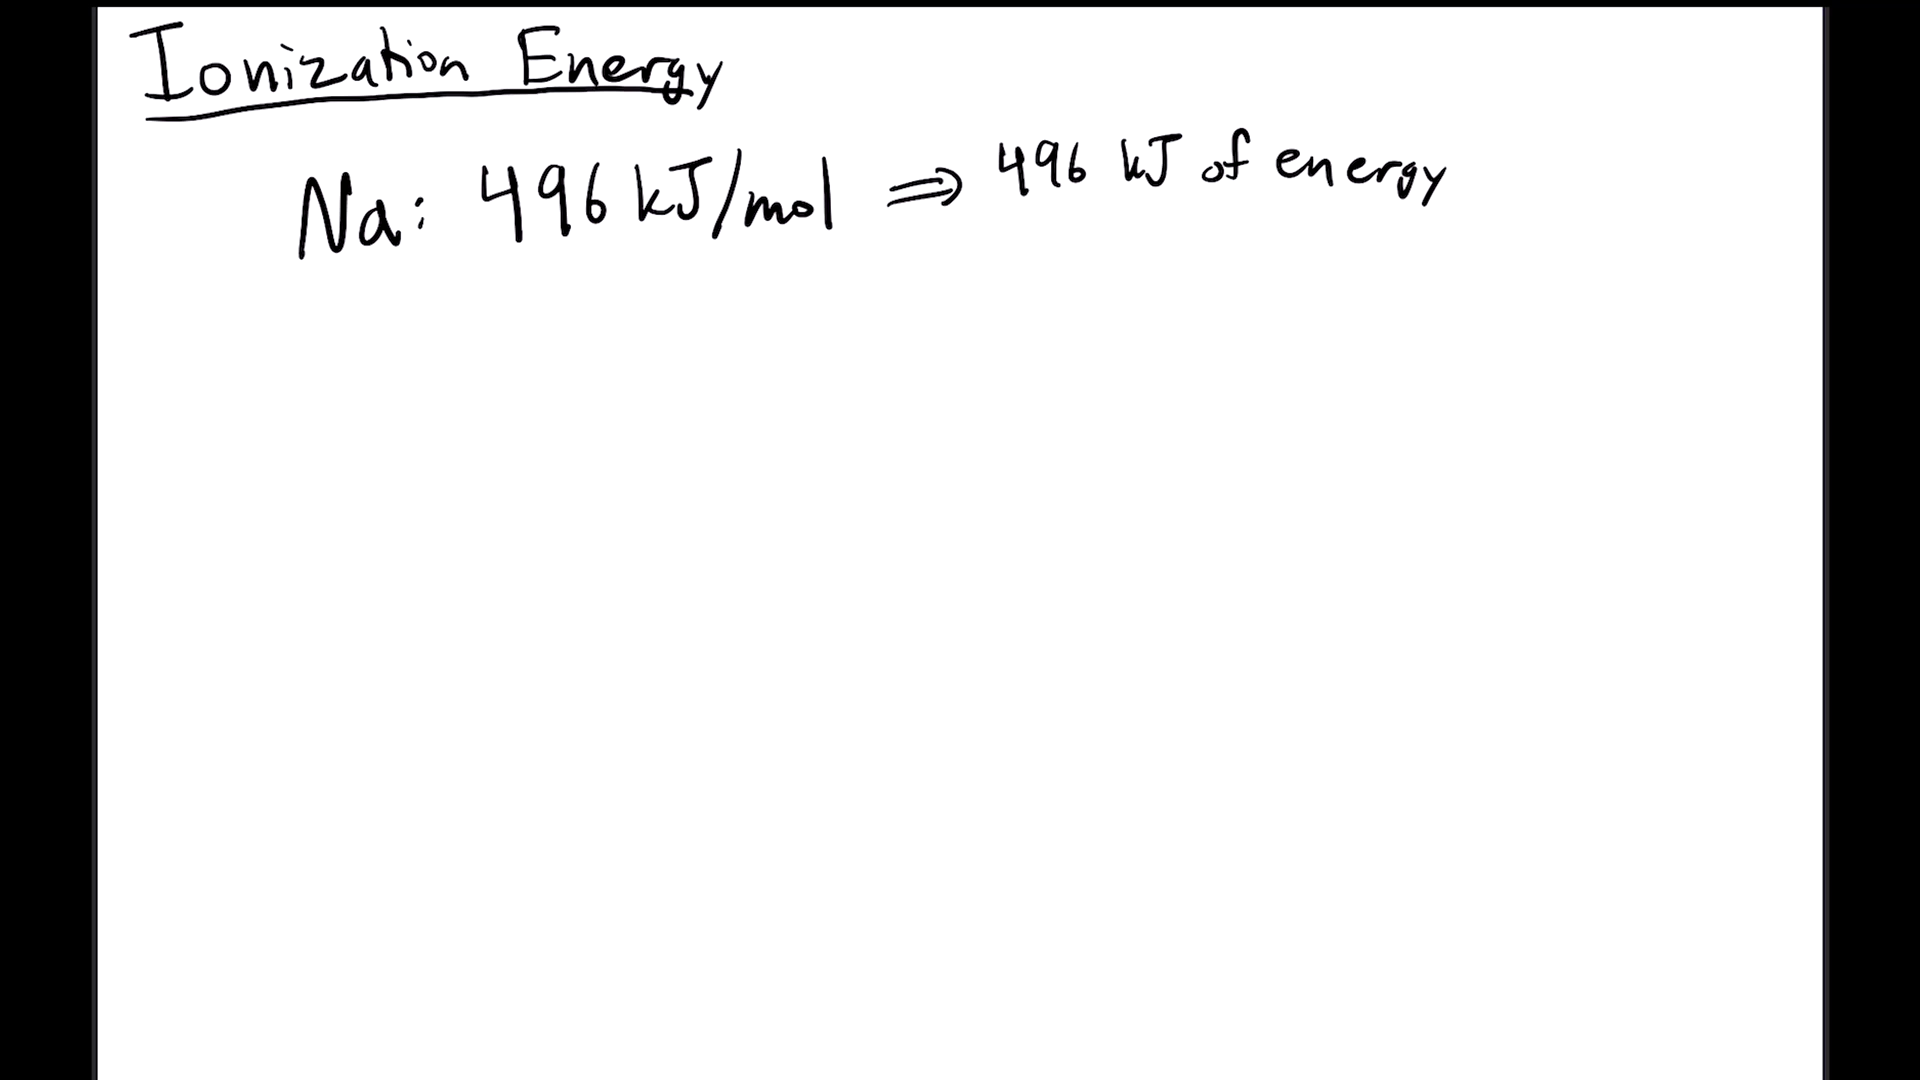 Ionization Energy
Na: 496 kJ/mol ⇒ 496 kJ of energy